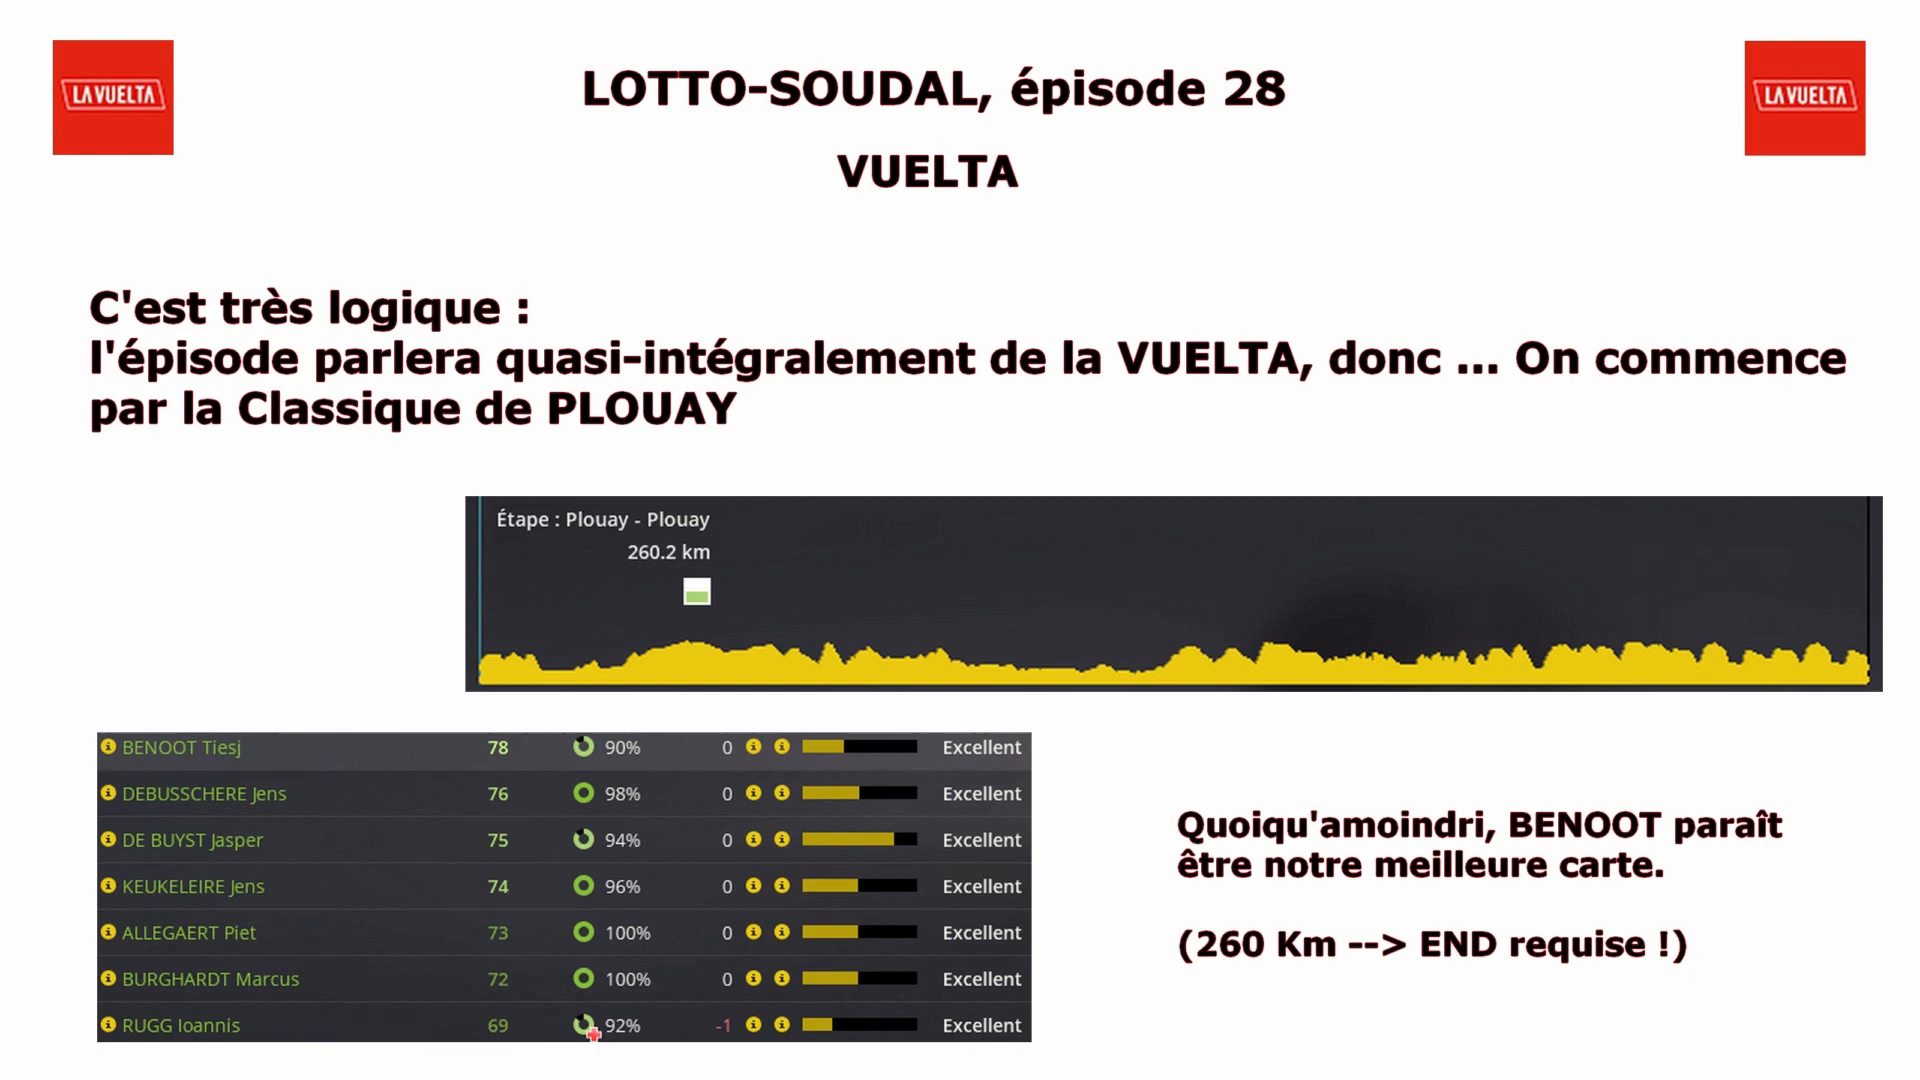 LA VUELTA
LOTTO-SOUDAL, épisode 28
LA VUELTA
VUELTA
C'est très logique :
l'épisode parlera quasi-intégralement de la VUELTA, donc ... On commence
par la Classique de PLOUAY
Étape : Plouay - Plouay
260.2 km
BENOOT Tiesj 78 90% 0 Excellent
DEBUSSCHERE Jens 76 98% 0 Excellent
DE BUYST Jasper 75 94% 0 Excellent
KEUKELEIRE Jens 74 96% 0 Excellent
ALLEGAERT Piet 73 100% 0 Excellent
BURGHARDT Marcus 72 100% 0 Excellent
RUGG Ioannis 69 92% -1 Excellent
Quoiqu'amoindri, BENOOT paraît
être notre meilleure carte.
(260 Km --> END requise !)